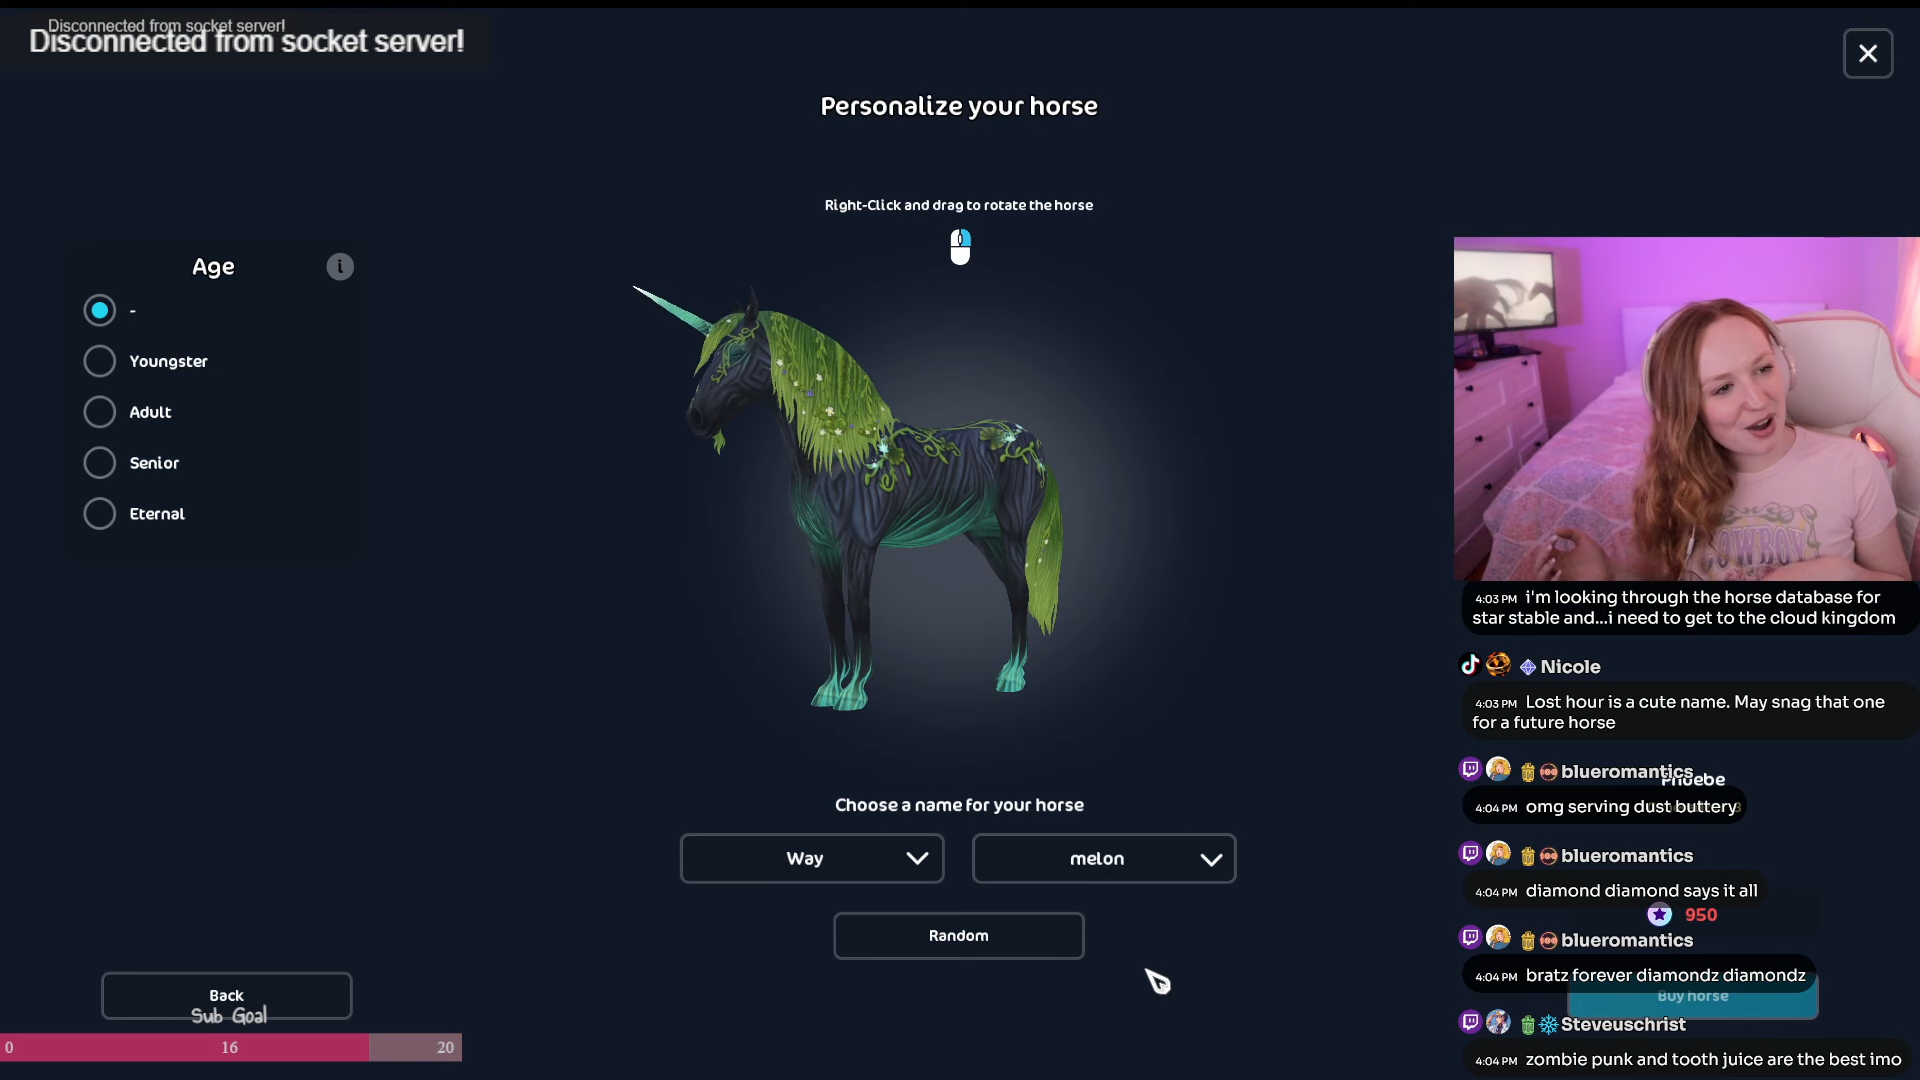 Disconnected from socket server!
Disconnected from socket server!
Personalize your horse
Right-Click and drag to rotate the horse
Age
i
-
Youngster
Adult
Senior
Eternal
Choose a name for your horse
Way
melon
Random
Back
Sub Goal
0 16 20
COWBOY
4:03 PM i'm looking through the horse database for
star stable and...i need to get to the cloud kingdom
Nicole
4:03 PM Lost hour is a cute name. May snag that one
for a future horse
blueromantics
Phoebe
4:04 PM omg serving dust buttery
blueromantics
4:04 PM diamond diamond says it all
950
blueromantics
4:04 PM bratz forever diamondz diamondz
Buy horse
Steveuschrist
4:04 PM zombie punk and tooth juice are the best imo